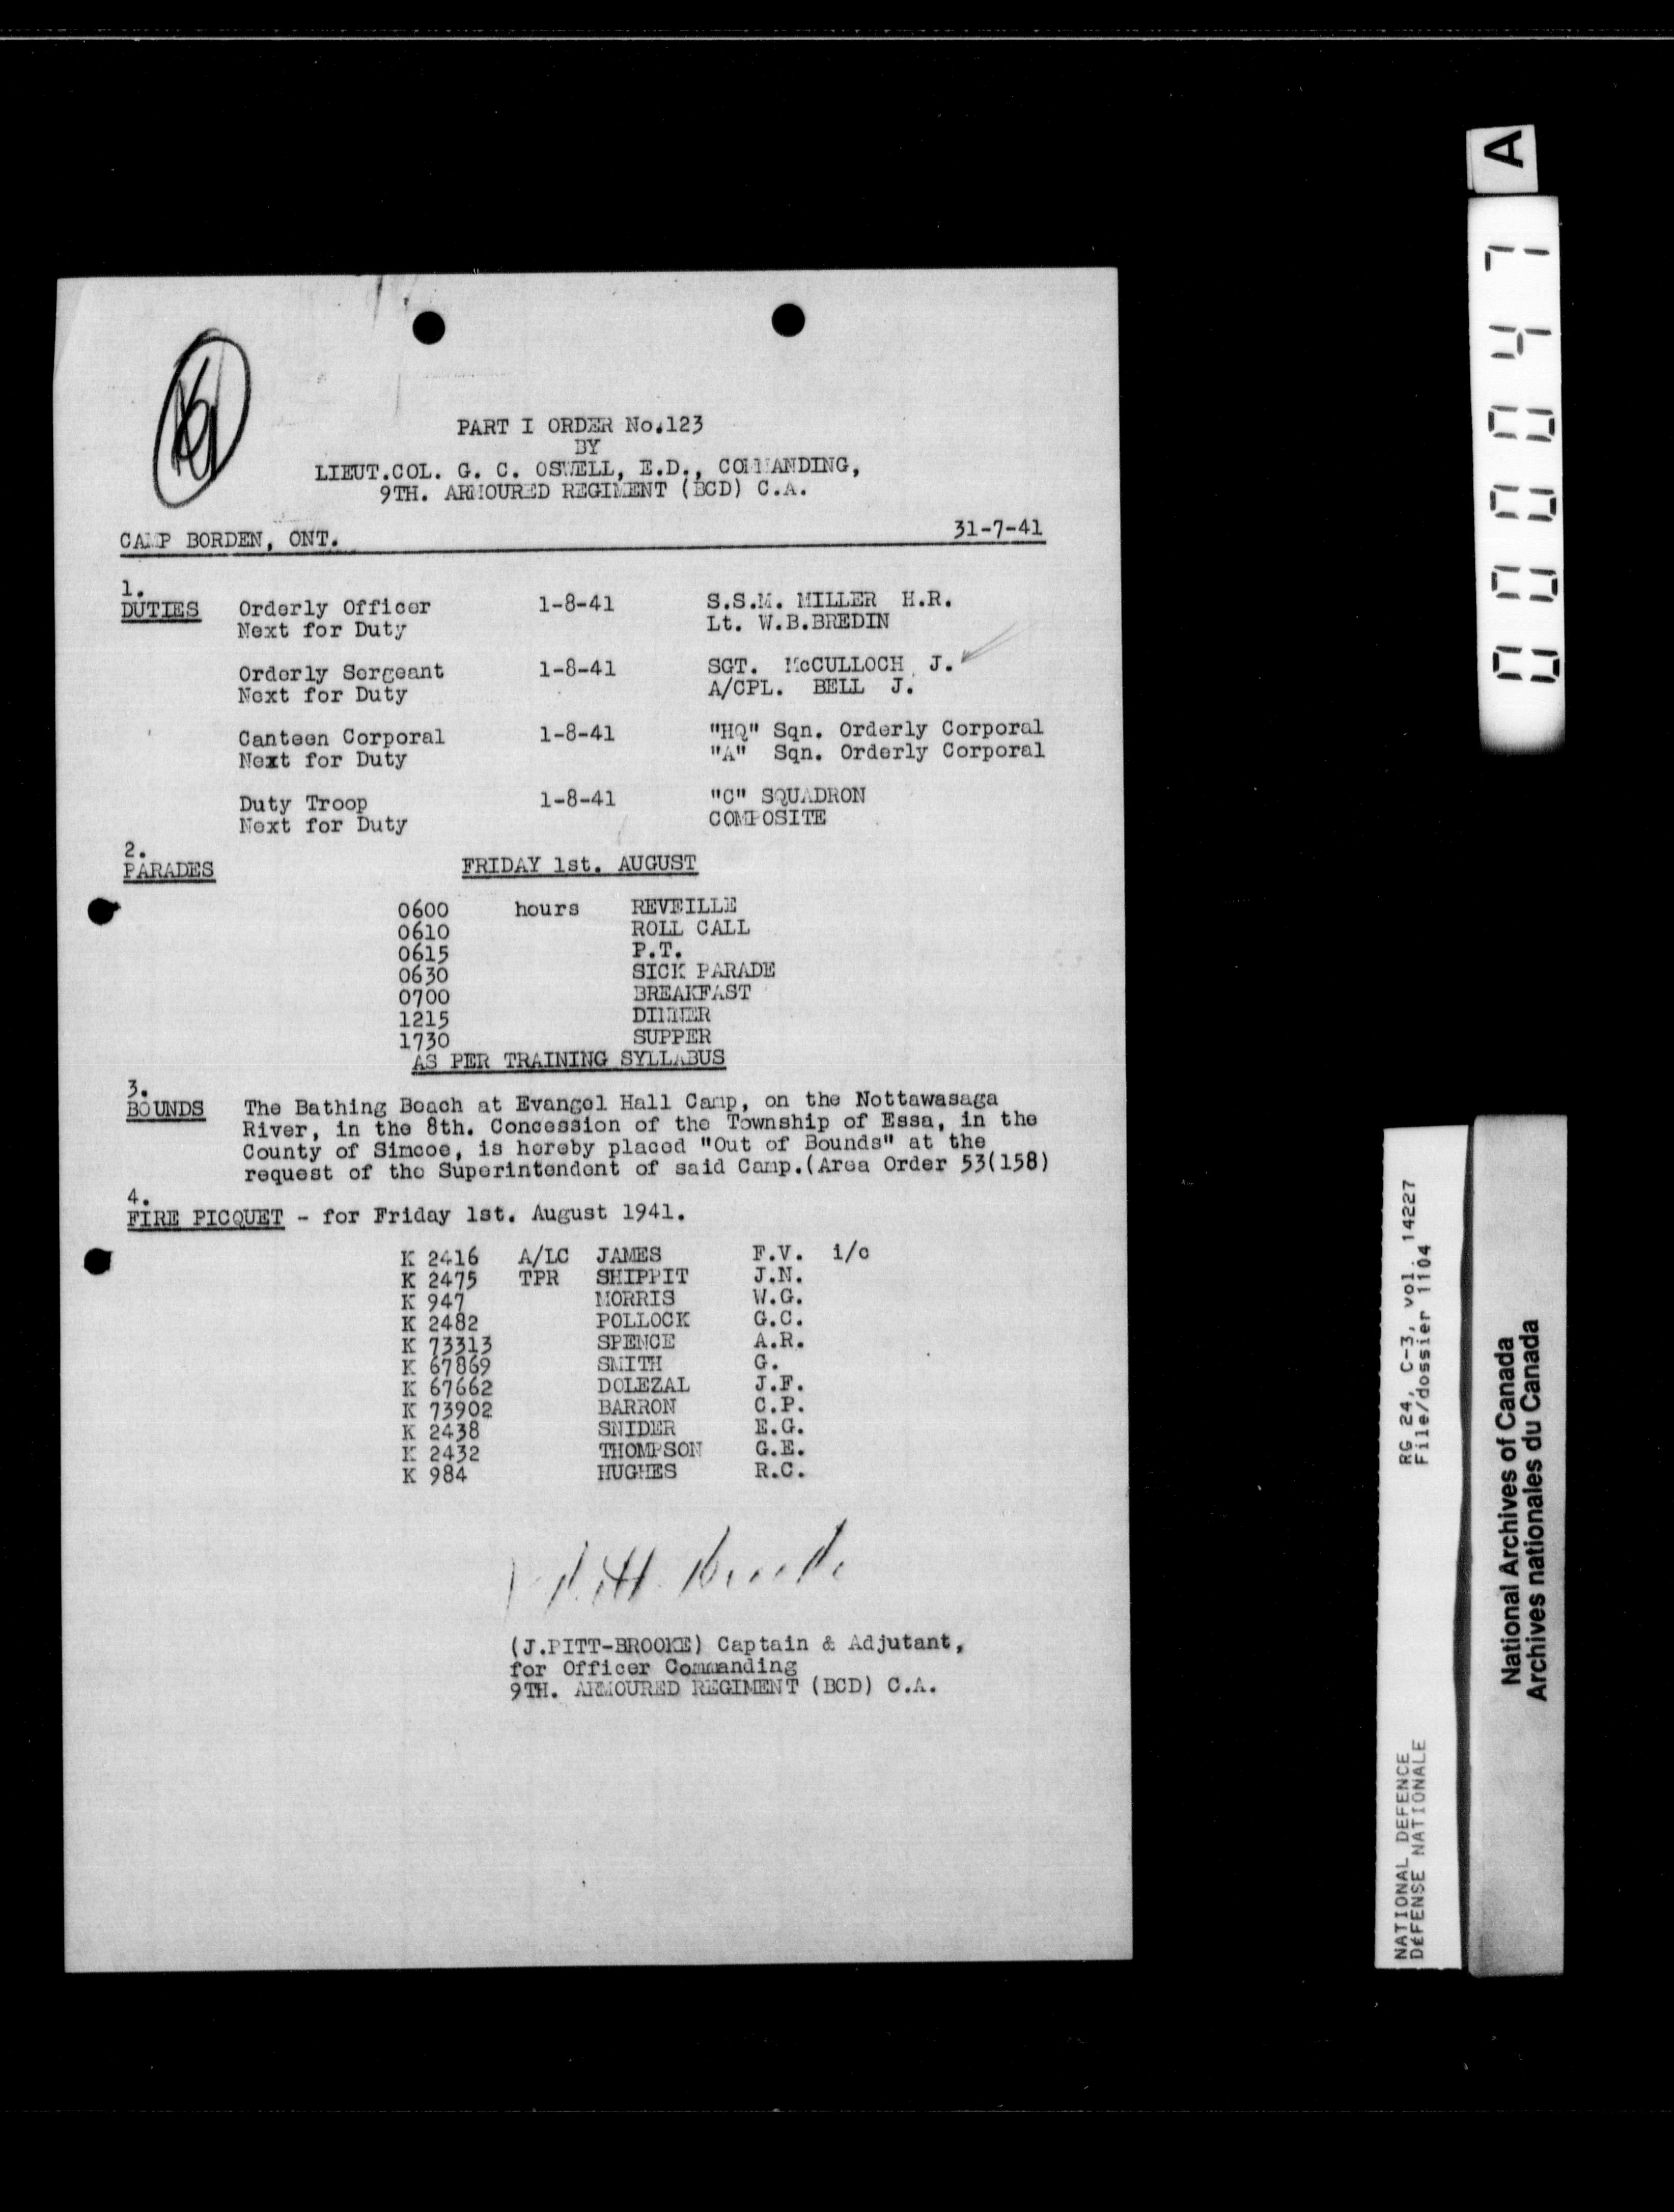 PART I ORDER No.123
BY
LIEUT.COL. G. C. OSWELL, E.D., COMMANDING,
9TH. ARMOURED REGIMENT (BCD) C.A.
CAMP BORDEN, ONT. 31-7-41
1.
DUTIES Orderly Officer 1-8-41 S.S.M. MILLER H.R.
Next for Duty Lt. W.B.BREDIN
Orderly Sergeant 1-8-41 SGT. McCULLOCH J.
Next for Duty A/CPL. BELL J.
Canteen Corporal 1-8-41 "HQ" Sqn. Orderly Corporal
Next for Duty "A" Sqn. Orderly Corporal
Duty Troop 1-8-41 "C" SQUADRON
Next for Duty COMPOSITE
2.
PARADES FRIDAY 1st. AUGUST
0600 hours REVEILLE
0610 ROLL CALL
0615 P.T.
0630 SICK PARADE
0700 BREAKFAST
1215 DINNER
1730 SUPPER
AS PER TRAINING SYLLABUS
3.
BOUNDS The Bathing Beach at Evangel Hall Camp, on the Nottawasaga
River, in the 8th. Concession of the Township of Essa, in the
County of Simcoe, is hereby placed "Out of Bounds" at the
request of the Superintendent of said Camp.(Area Order 53(158)
4.
FIRE PICQUET - for Friday 1st. August 1941.
K 2416 A/LC JAMES F.V. i/c
K 2475 TPR SHIPPIT J.N.
K 947 MORRIS W.G.
K 2482 POLLOCK G.C.
K 73313 SPENCE A.R.
K 67869 SMITH G.
K 67662 DOLEZAL J.F.
K 73902 BARRON C.P.
K 2438 SNIDER E.G.
K 2432 THOMPSON G.E.
K 984 HUGHES R.C.
Pitt Brooke
(J.PITT-BROOKE) Captain & Adjutant,
for Officer Commanding
9TH. ARMOURED REGIMENT (BCD) C.A.
A
000047
RG 24, C-3, vol. 14227
File/dossier 1104
NATIONAL DEFENCE
DÉFENSE NATIONALE
National Archives of Canada
Archives nationales du Canada